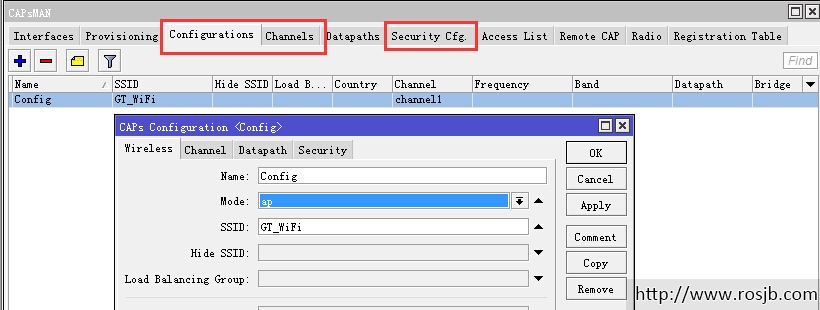 CAPsMAN
Interfaces Provisioning Configurations Channels Datapaths Security Cfg. Access List Remote CAP Radio Registration Table
Find
Name SSID Hide SSID Load B... Country Channel Frequency Band Datapath Bridge
Config GT_WiFi channel1
CAPs Configuration <Config>
Wireless Channel Datapath Security
OK
Name: Config
Cancel
Mode: ap
Apply
SSID: GT_WiFi
Comment
Hide SSID:
Copy
Load Balancing Group:
Remove
http://www.rosjb.com